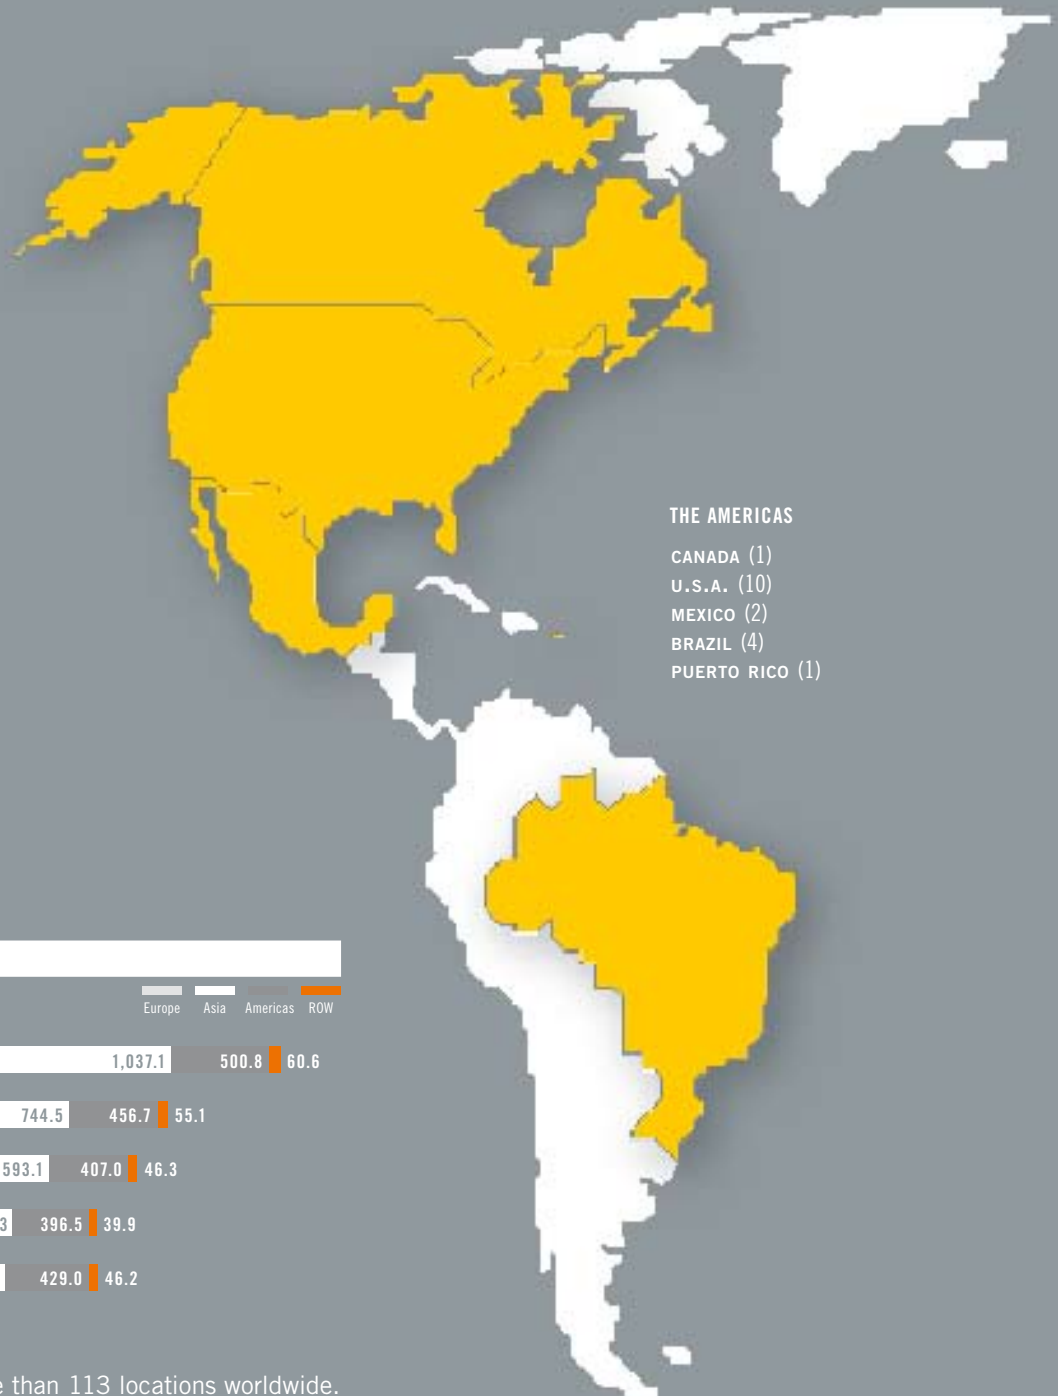 THE AMERICAS
CANADA (1)
U.S.A. (10)
MEXICO (2)
BRAZIL (4)
PUERTO RICO (1)
Europe Asia Americas ROW
1,037.1 500.8 60.6
744.5 456.7 55.1
593.1 407.0 46.3
3 396.5 39.9
429.0 46.2
than 113 locations worldwide.